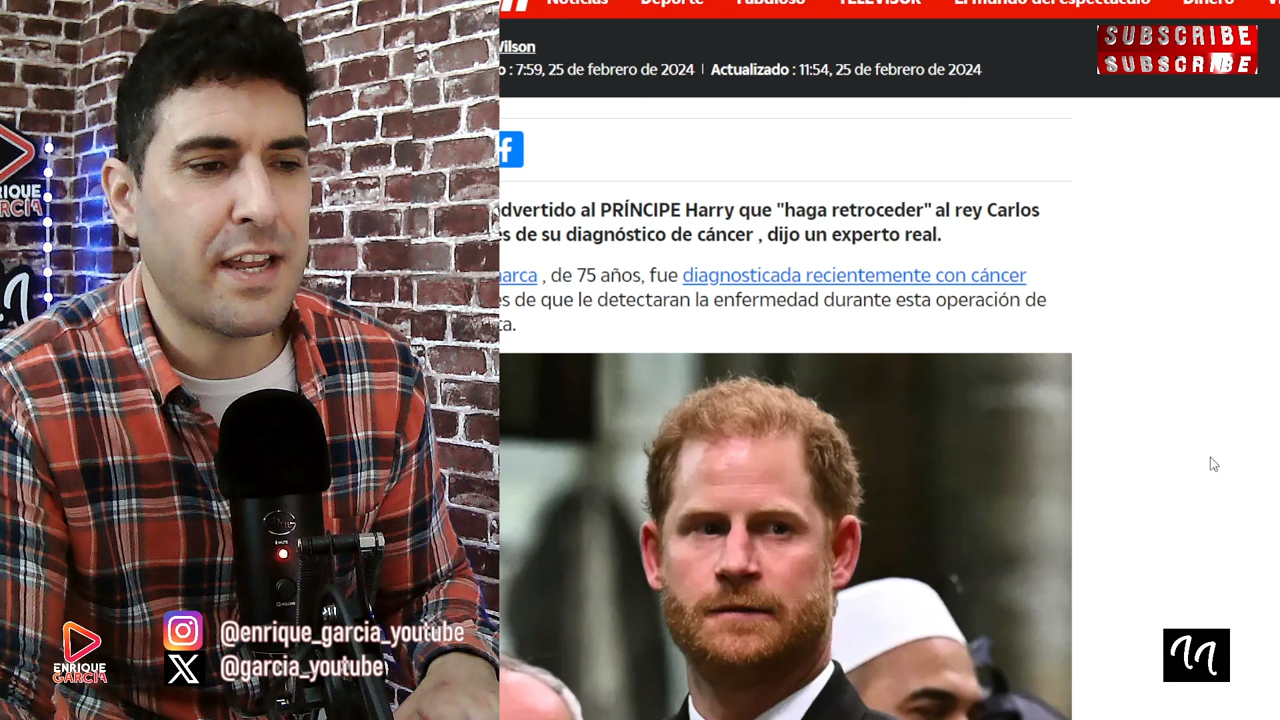 Noticias Deporte Fabuloso TELEVISOR El mundo del espectáculo Dinero
Wilson
SUBSCRIBE
SUBSCRIBE
: 7:59, 25 de febrero de 2024 | Actualizado : 11:54, 25 de febrero de 2024
dvertido al PRÍNCIPE Harry que "haga retroceder" al rey Carlos
s de su diagnóstico de cáncer , dijo un experto real.
arca , de 75 años, fue diagnosticada recientemente con cáncer
es de que le detectaran la enfermedad durante esta operación de
ta.
RIQUE
RCIA
@enrique_garcia_youtube
@garcia_youtube
ENRIQUE
GARCIA